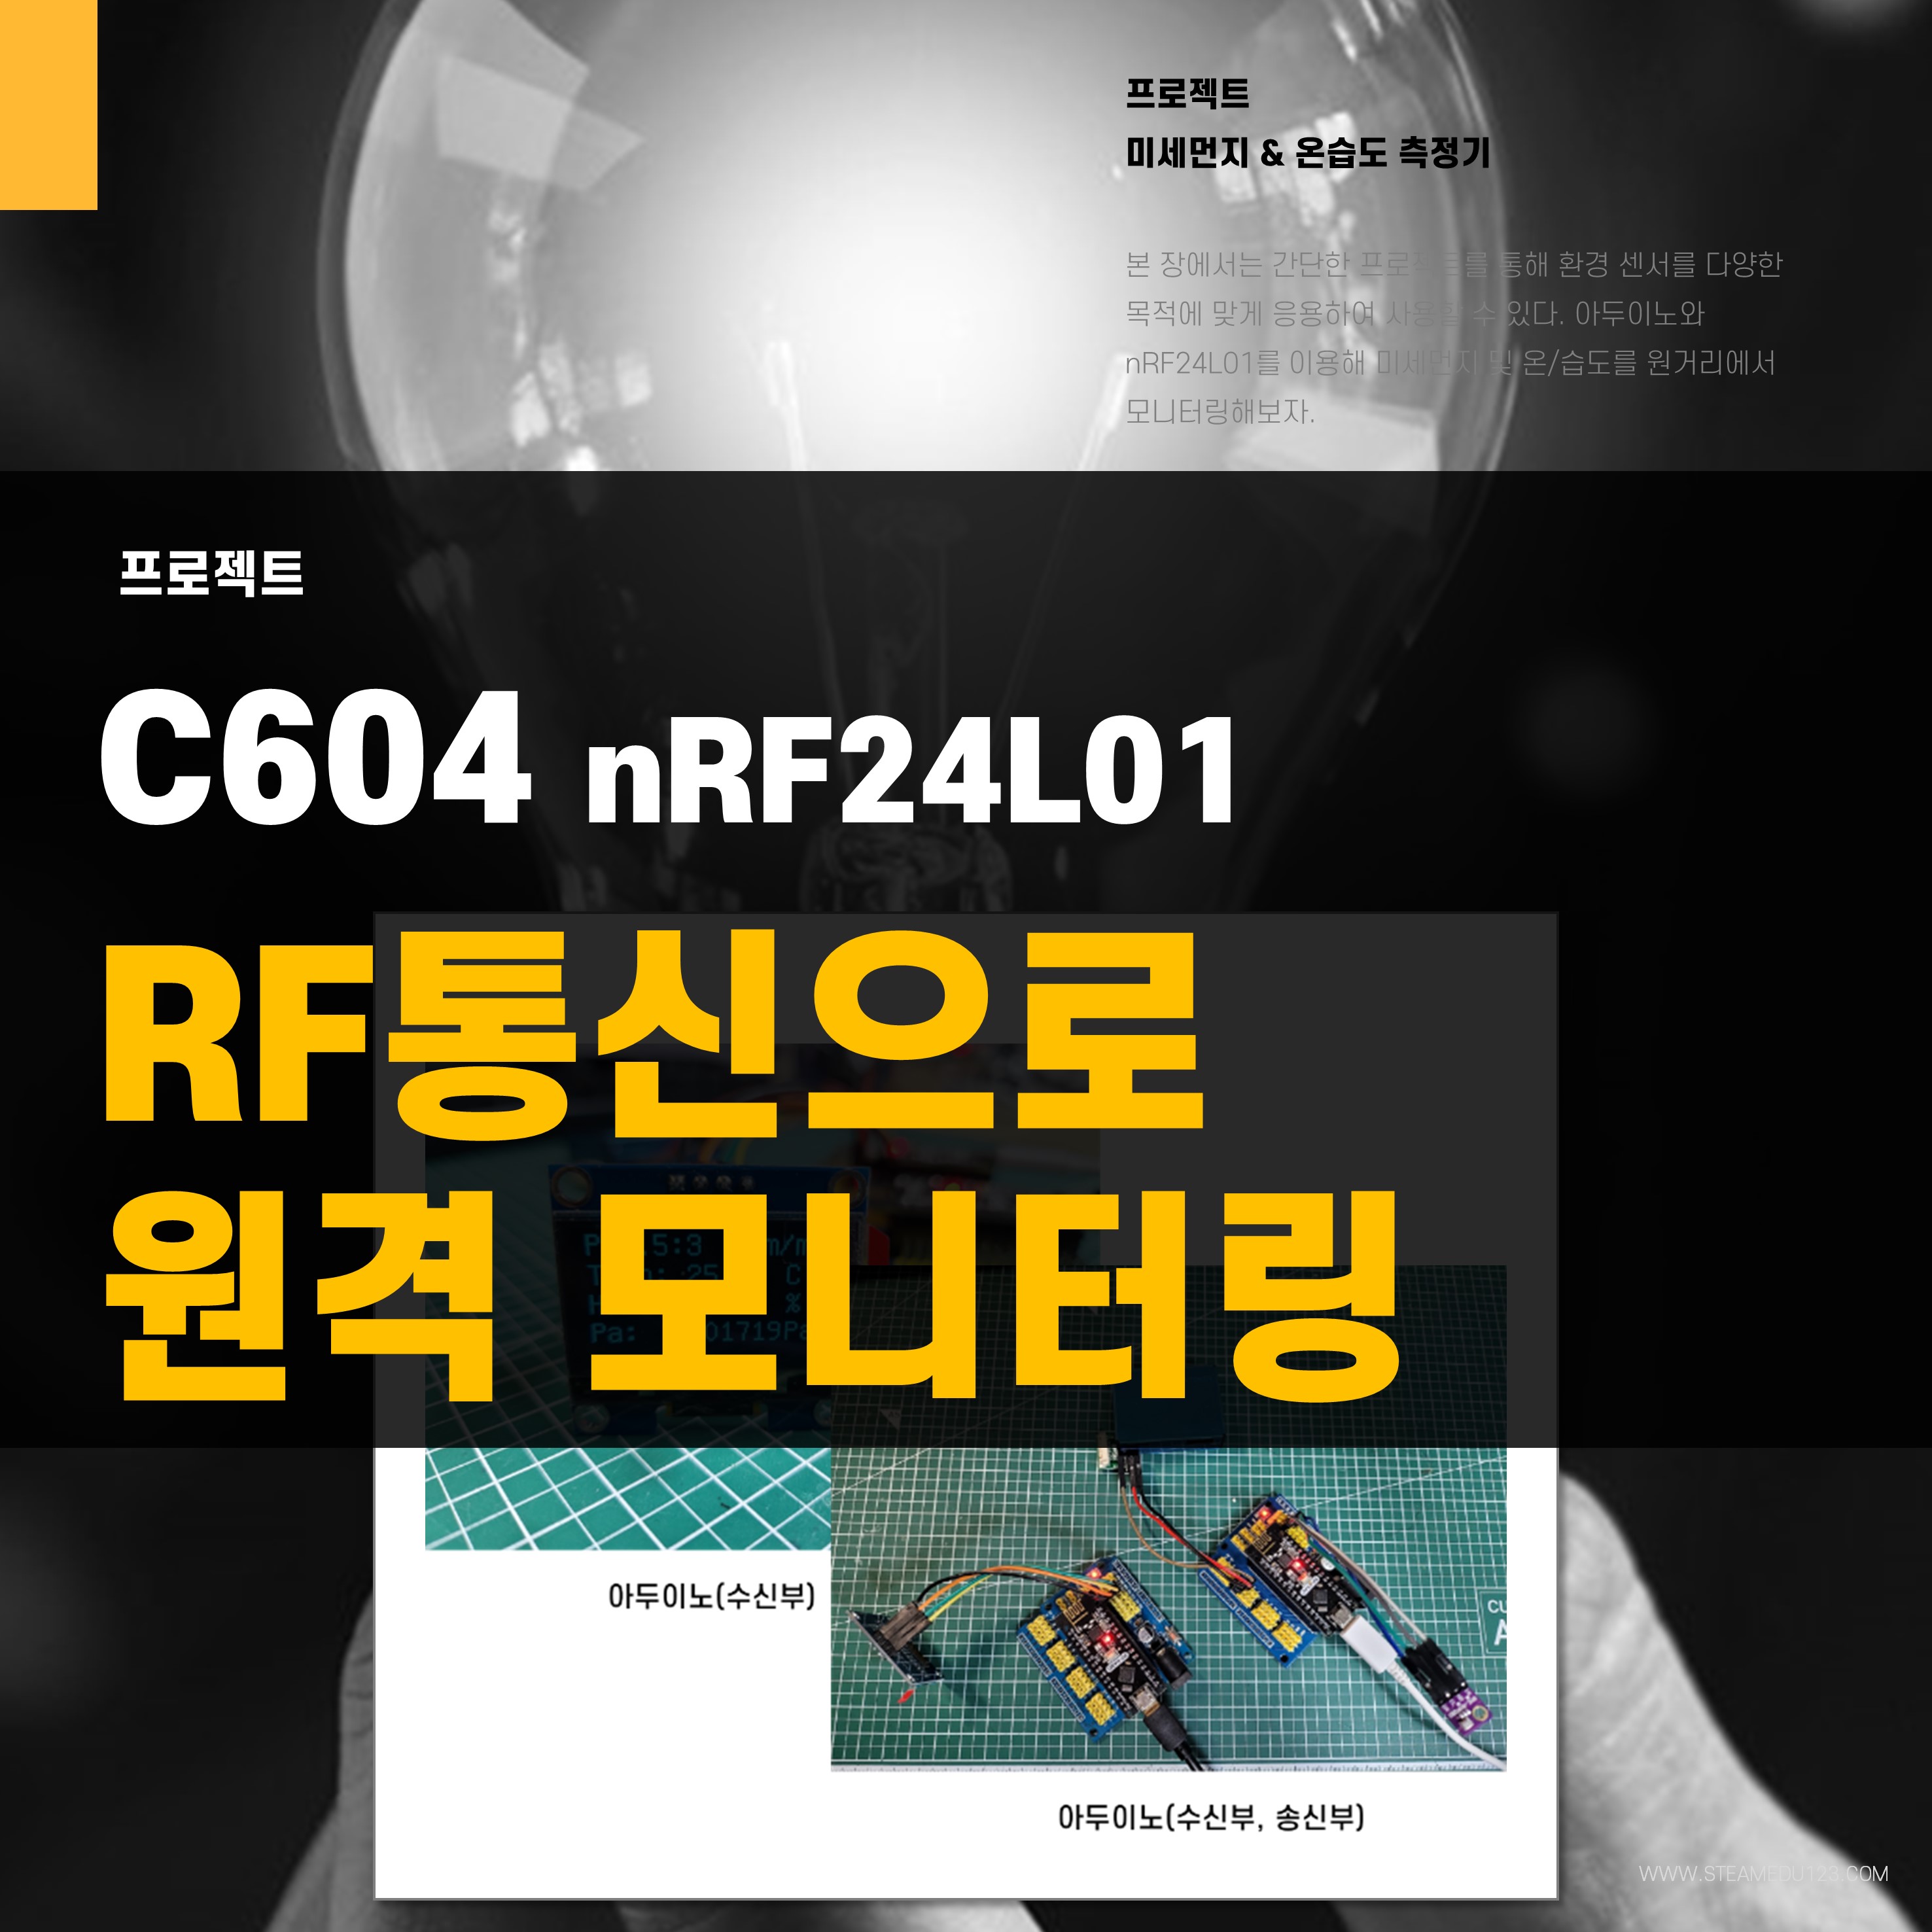 프로젝트
미세먼지 & 온습도 측정기
본 장에서는 간단한 프로젝트를 통해 환경 센서를 다양한
목적에 맞게 응용하여 사용할 수 있다. 아두이노와
nRF24L01를 이용해 미세먼지 및 온/습도를 원거리에서
모니터링해보자.
프로젝트
C604 nRF24L01
RF통신으로
원격 모니터링
Pa: 01719Pa
아두이노(수신부)
아두이노(수신부, 송신부)
WWW.STEAMEDU123.COM